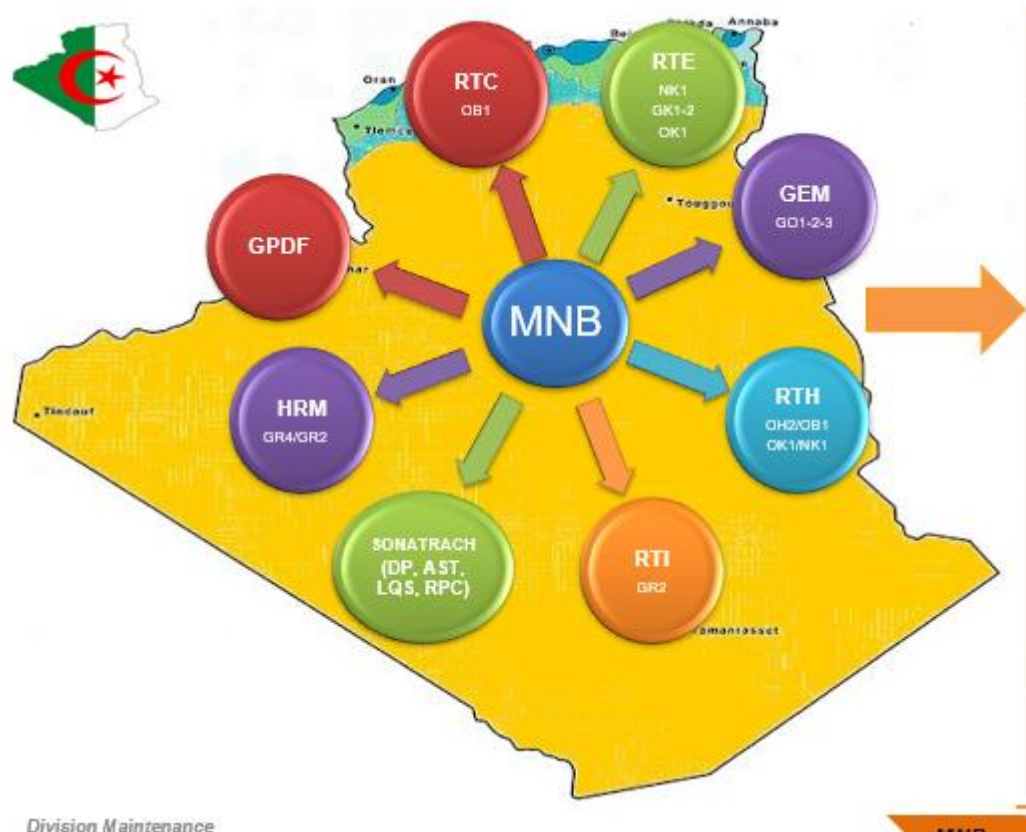 Annaba
Oran
RTC
OB1
RTE
NK1
GK1-2
OK1
GEM
GO1-2-3
GPDF
MNB
HRM
GR4/GR2
RTH
OH2/OB1
OK1/NK1
Tindouf
SONATRACH
(DP, AST,
LQS, RPC)
RTI
GR2
Division Maintenance